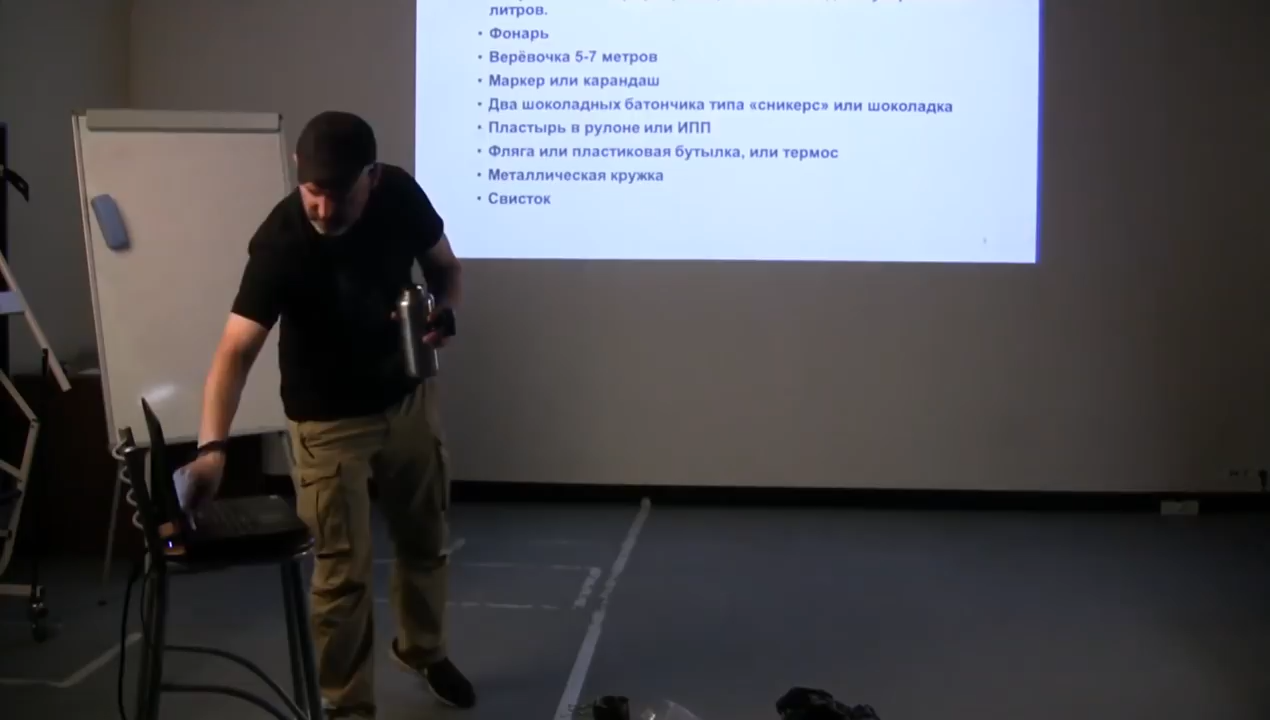 литров.
• Фонарь
• Верёвочка 5-7 метров
• Маркер или карандаш
• Два шоколадных батончика типа «сникерс» или шоколадка
• Пластырь в рулоне или ИПП
• Фляга или пластиковая бутылка, или термос
• Металлическая кружка
• Свисток